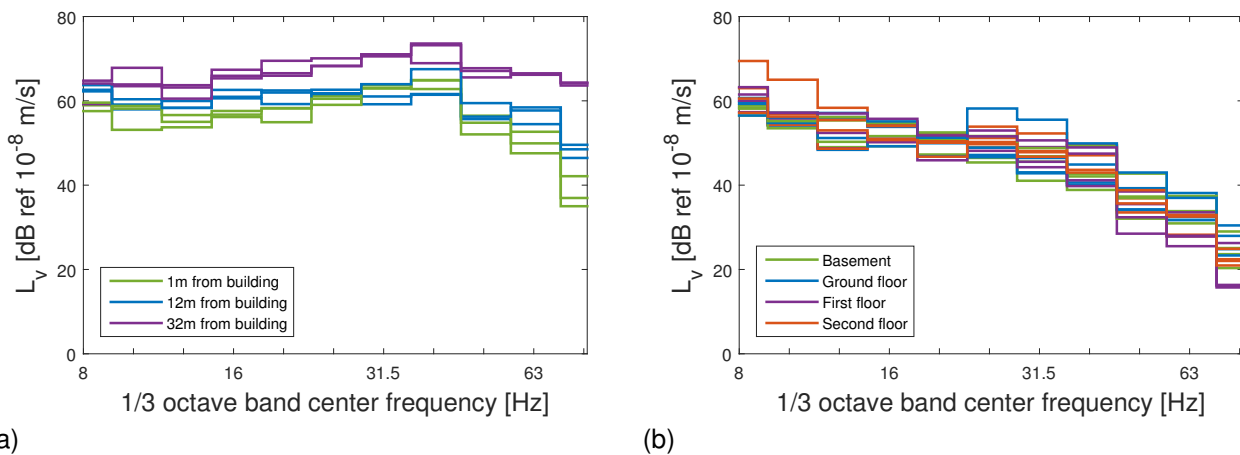 80
60
40
20
0
L_v [dB ref 10^-8 m/s]
1m from building
12m from building
32m from building
8 16 31.5 63
1/3 octave band center frequency [Hz]
a)
80
60
40
20
0
L_v [dB ref 10^-8 m/s]
Basement
Ground floor
First floor
Second floor
8 16 31.5 63
1/3 octave band center frequency [Hz]
(b)